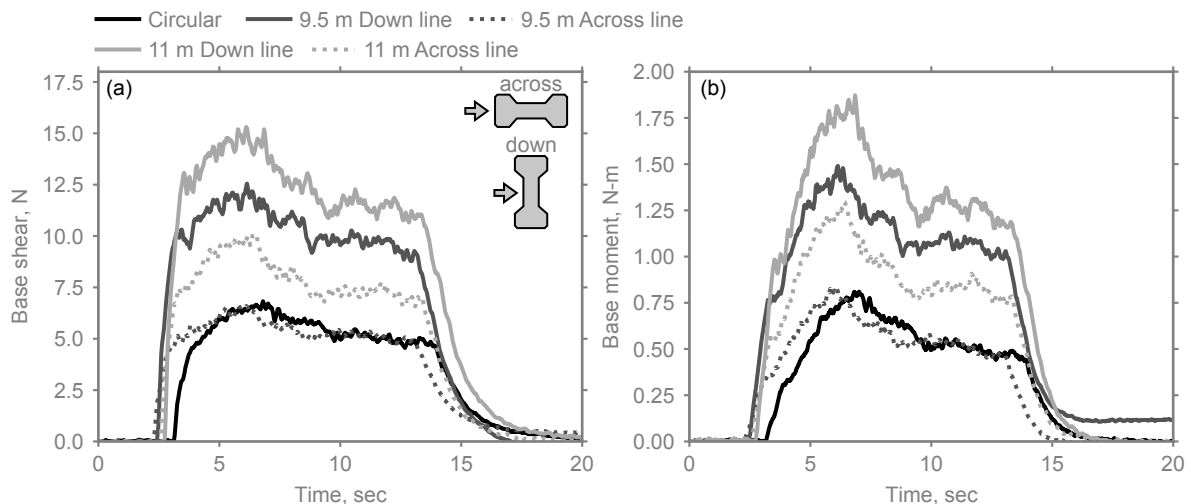 Circular 9.5 m Down line 9.5 m Across line
11 m Down line 11 m Across line
(a)
across
down
Base shear, N
17.5
15.0
12.5
10.0
7.5
5.0
2.5
0.0
0 5 10 15 20
Time, sec
(b)
Base moment, N-m
2.00
1.75
1.50
1.25
1.00
0.75
0.50
0.25
0.00
0 5 10 15 20
Time, sec